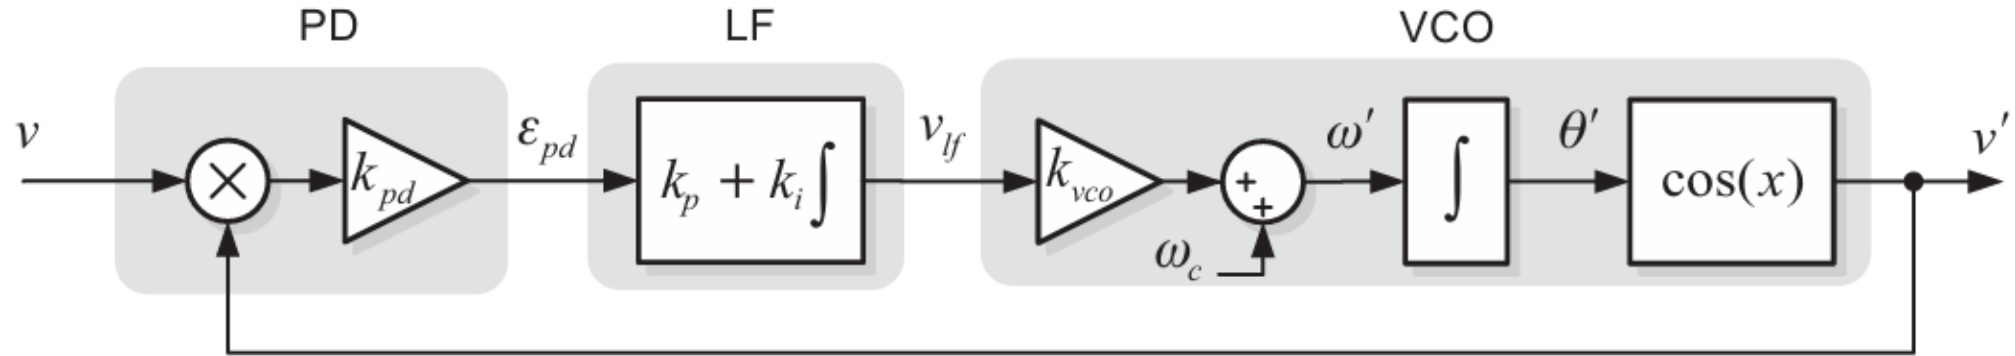 PD LF VCO
v × k_pd ε_pd k_p + k_i ∫ v_lf k_vco + + ω_c ω′ ∫ θ′ cos(x) v′